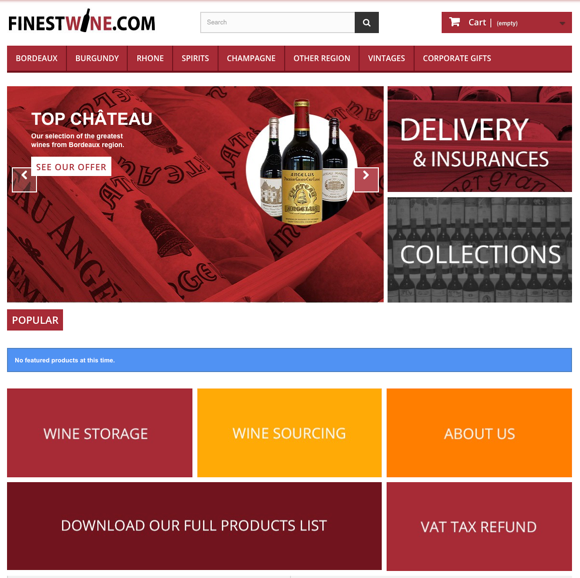 FINESTWINE.COM
Search
Cart | (empty)
BORDEAUX
BURGUNDY
RHONE
SPIRITS
CHAMPAGNE
OTHER REGION
VINTAGES
CORPORATE GIFTS
TOP CHÂTEAU
Our selection of the greatest
wines from Bordeaux region.
SEE OUR OFFER
ANGELUS
DELIVERY
& INSURANCES
COLLECTIONS
POPULAR
No featured products at this time.
WINE STORAGE
WINE SOURCING
ABOUT US
DOWNLOAD OUR FULL PRODUCTS LIST
VAT TAX REFUND